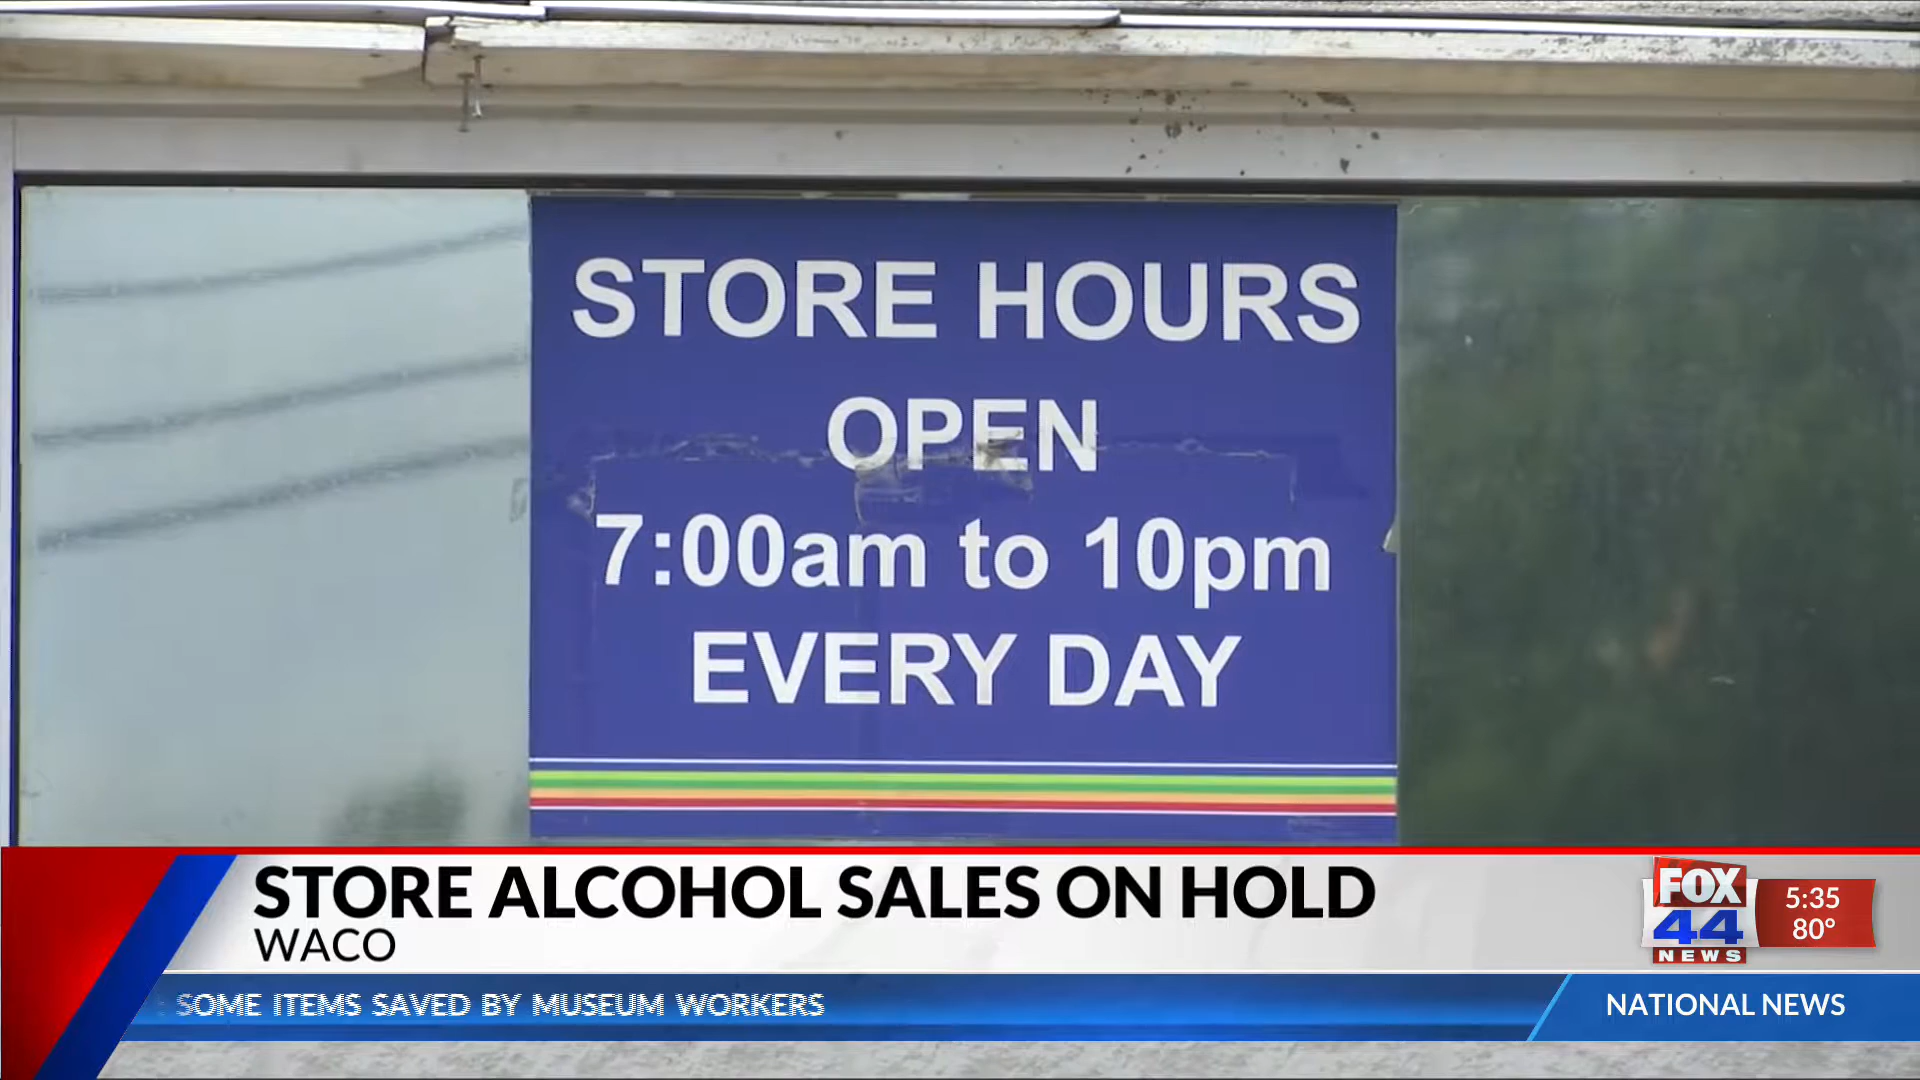 STORE HOURS
OPEN
7:00am to 10pm
EVERY DAY
STORE ALCOHOL SALES ON HOLD
WACO
FOX
44
NEWS
5:35
80°
SOME ITEMS SAVED BY MUSEUM WORKERS
NATIONAL NEWS